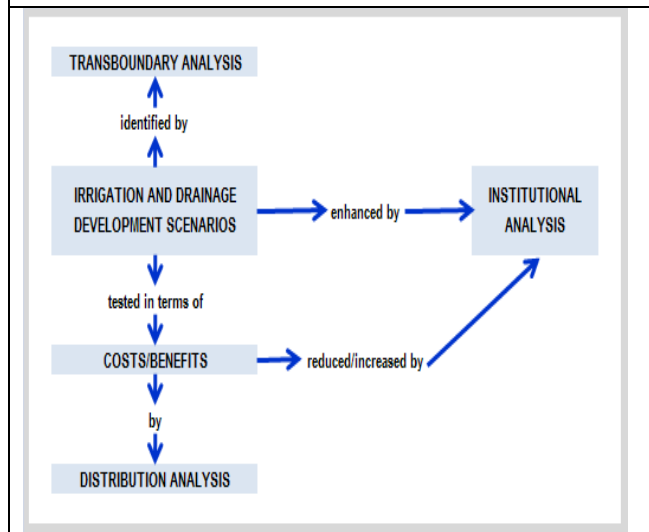 TRANSBOUNDARY ANALYSIS
identified by
IRRIGATION AND DRAINAGE
DEVELOPMENT SCENARIOS
enhanced by
INSTITUTIONAL
ANALYSIS
tested in terms of
COSTS/BENEFITS
reduced/increased by
by
DISTRIBUTION ANALYSIS